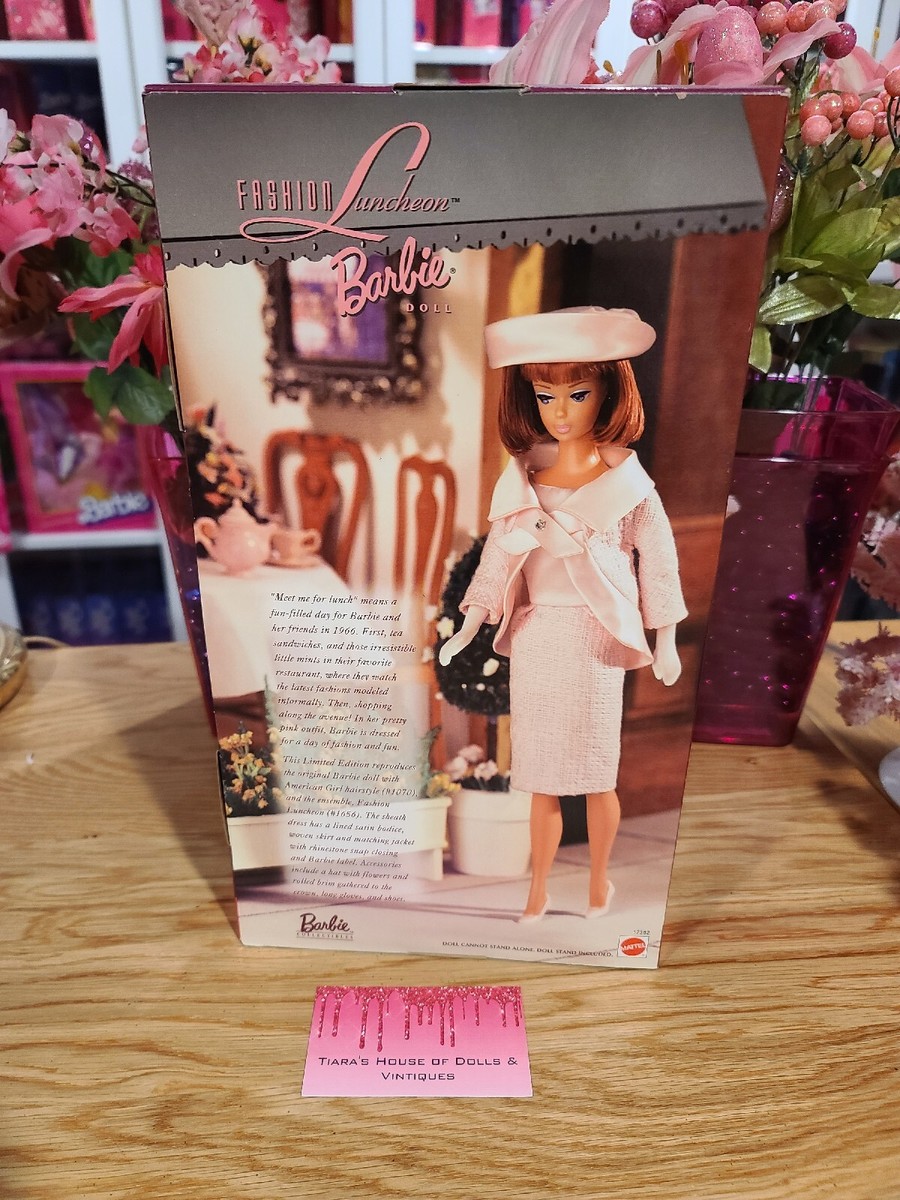 FASHION Luncheon™
Barbie®
DOLL
"Meet me for lunch" means a
fun-filled day for Barbie and
her friends in 1966. First, tea
sandwiches, and those irresistible
little mints in their favorite
restaurant, where they watch
the latest fashions modeled
informally. Then, shopping
along the avenue! In her pretty
pink outfit, Barbie is dressed
for a day of fashion and fun.
This Limited Edition reproduces
the original Barbie doll with
American Girl hairstyle (#1070)
and the ensemble, Fashion
Luncheon (#1656). The sheath
dress has a lined satin bodice,
woven skirt and matching jacket
with rhinestone snap closing
and Barbie label. Accessories
include a hat with flowers and
rolled brim gathered to the
crown, long gloves, and shoes.
Barbie
COLLECTIBLES
DOLL CANNOT STAND ALONE. DOLL STAND INCLUDED.
17382
MATTEL
Barbie
TIARA'S HOUSE OF DOLLS &
VINTIQUES